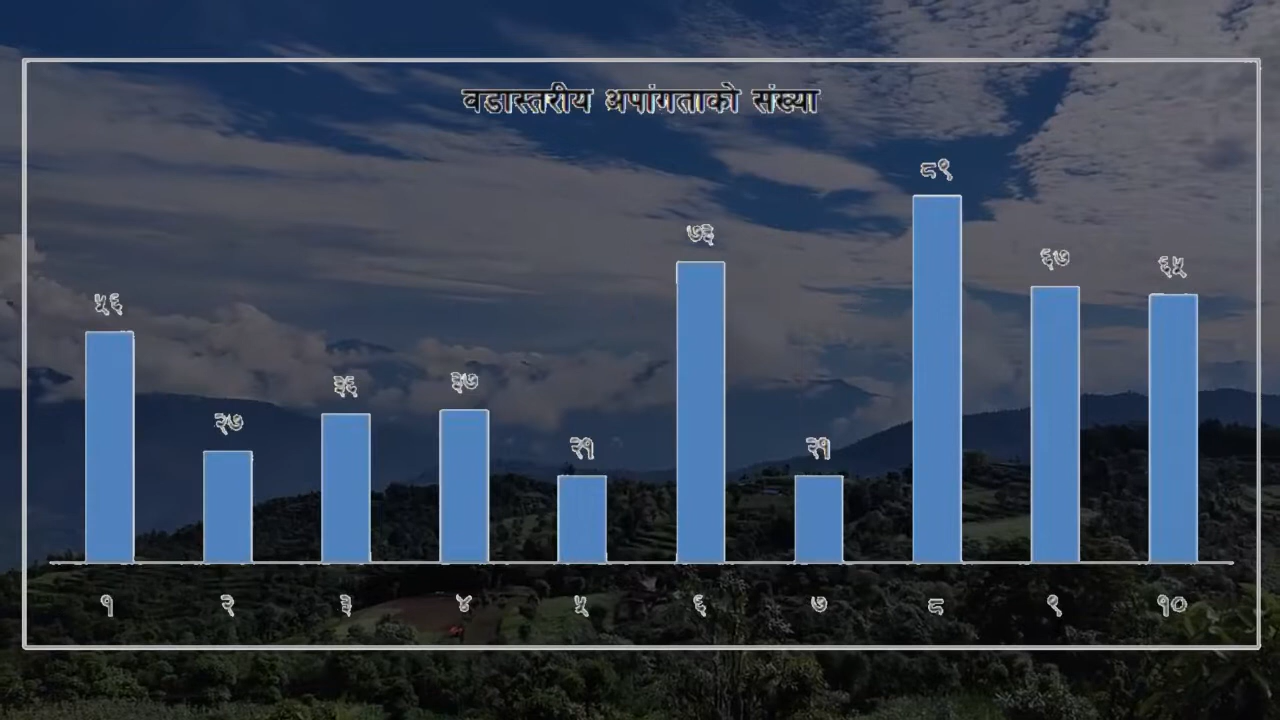 वडास्तरीय अपांगताको संख्या
५६ २७ ३६ ३७ २१ ७३ २१ ८९ ६७ ६५
१ २ ३ ४ ५ ६ ७ ८ ९ १०